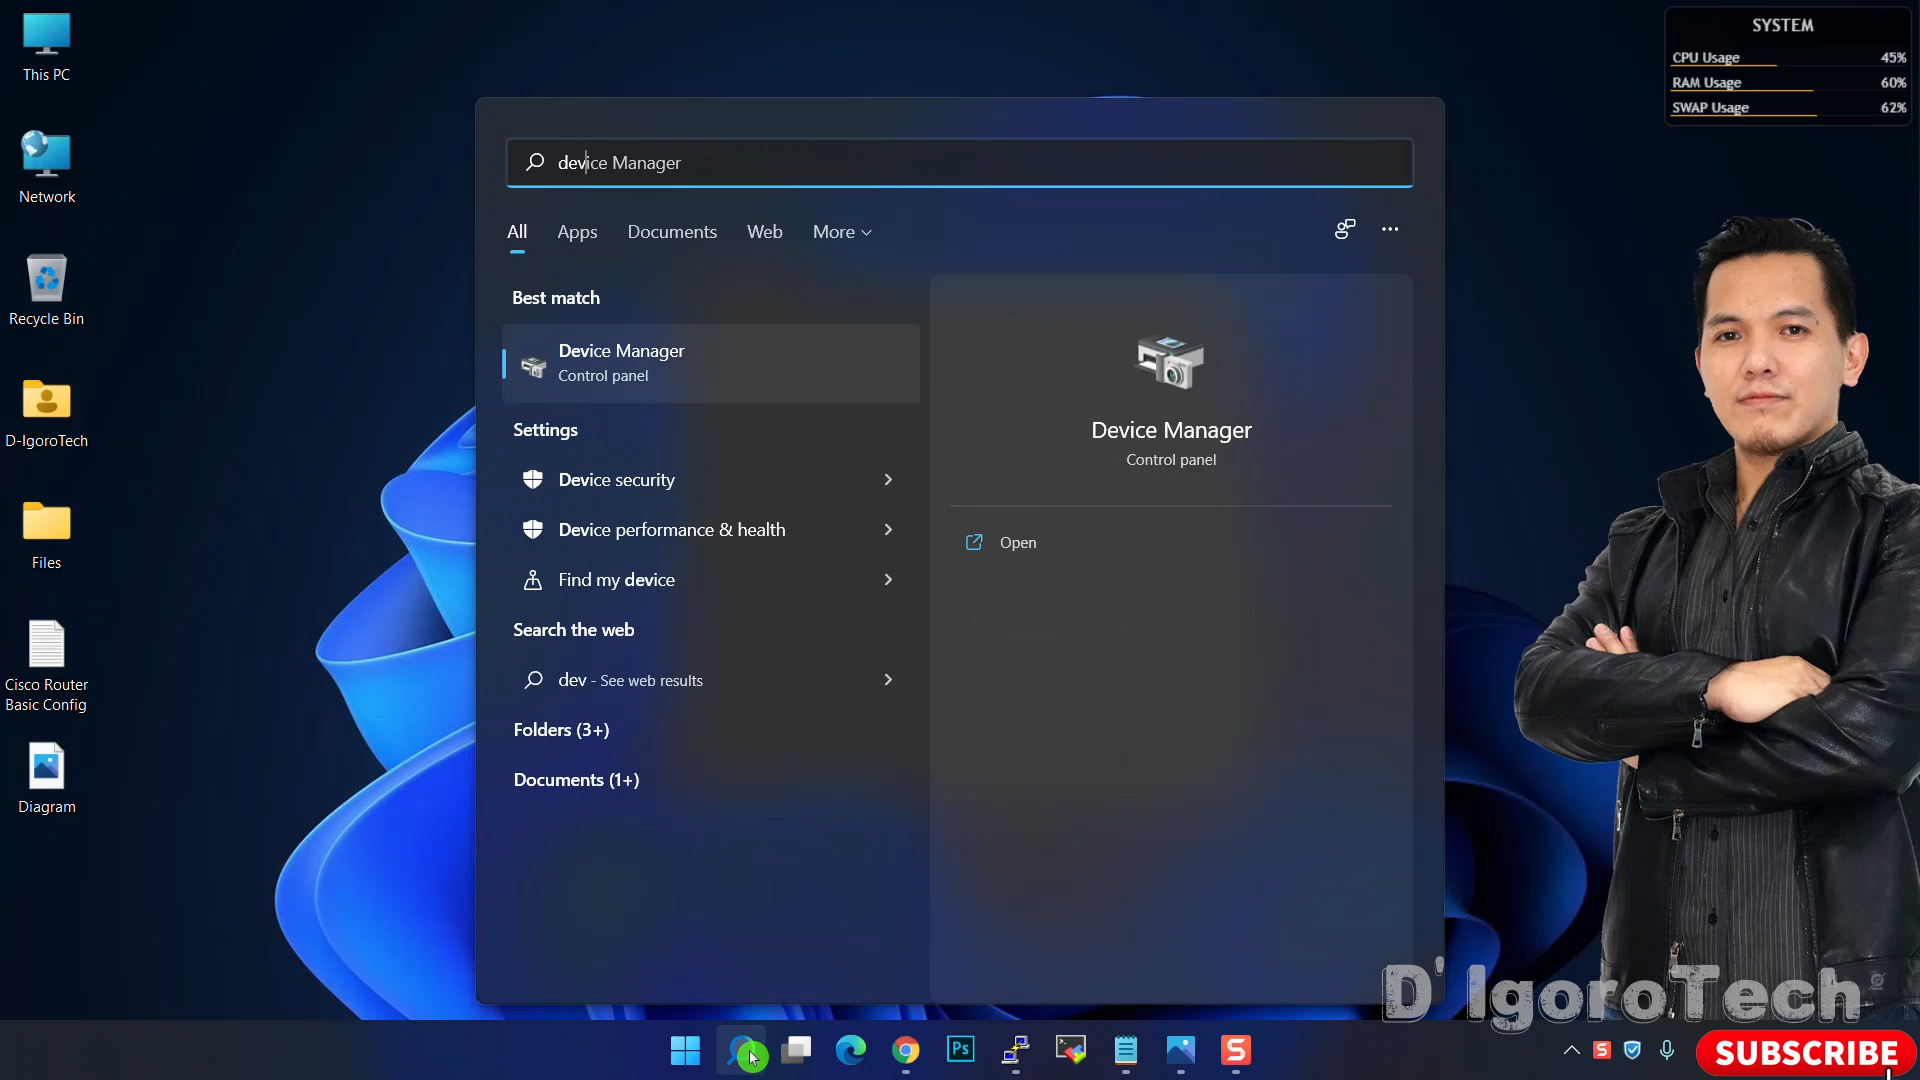 This PC
Network
Recycle Bin
D-IgoroTech
Files
Cisco Router
Basic Config
Diagram
device Manager
All Apps Documents Web More
Best match
Device Manager
Control panel
Settings
Device security
Device performance & health
Find my device
Search the web
dev - See web results
Folders (3+)
Documents (1+)
Device Manager
Control panel
Open
SYSTEM
CPU Usage 45%
RAM Usage 60%
SWAP Usage 62%
D' IgoroTech
Ps
S
S
SUBSCRIBE